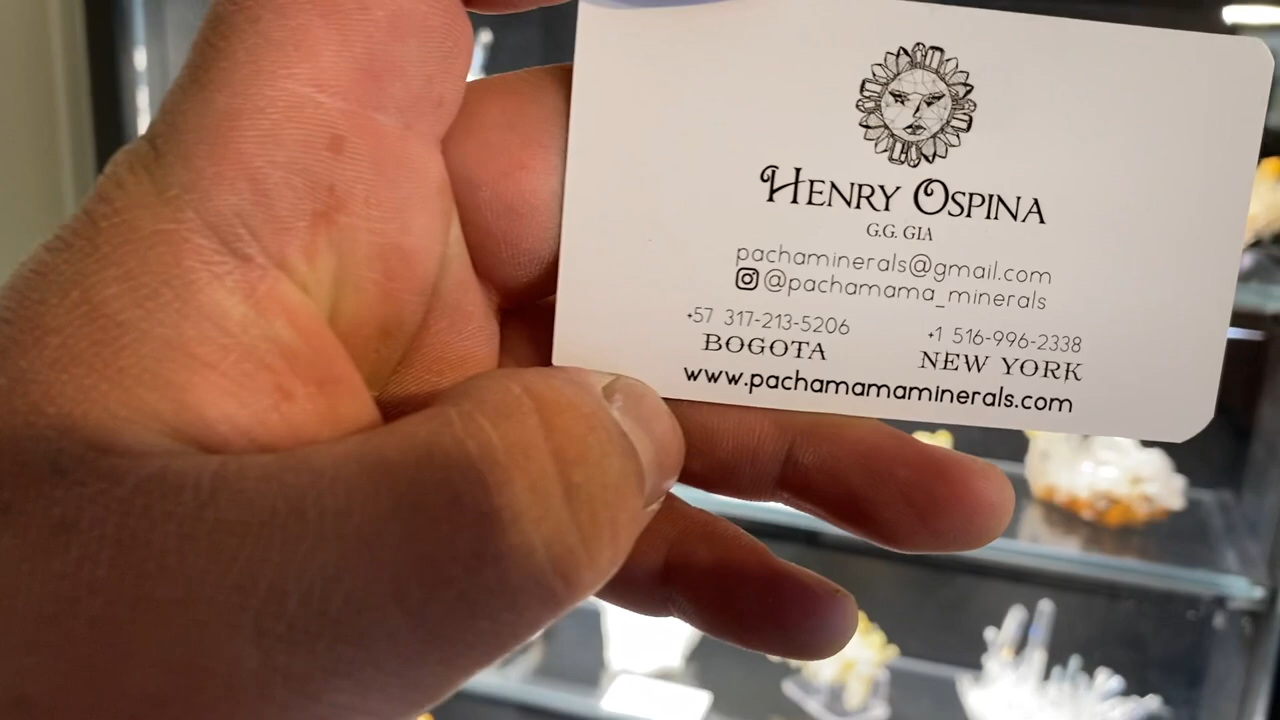 HENRY OSPINA
G.G. GIA
pachaminerals@gmail.com
@pachamama_minerals
+57 317-213-5206
BOGOTA
+1 516-996-2338
NEW YORK
www.pachamamaminerals.com